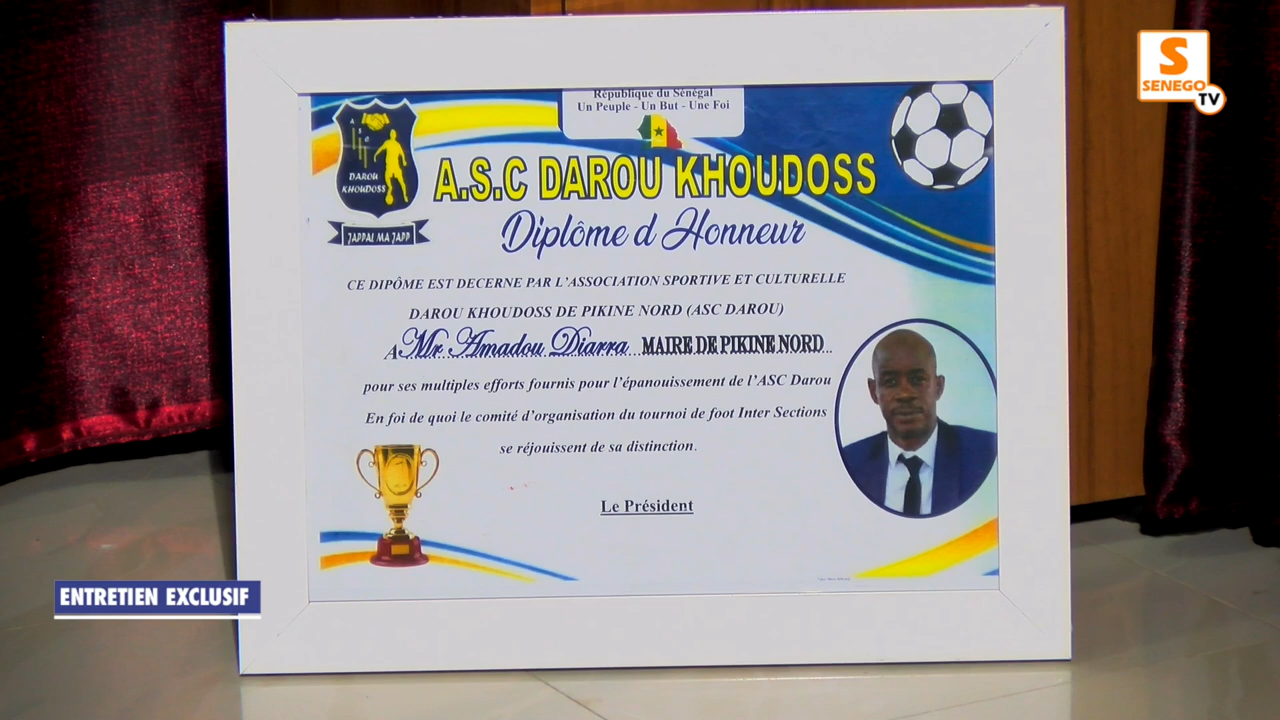 SENEGO
TV
République du Sénégal
Un Peuple - Un But - Une Foi
A.S.C DAROU KHOUDOSS
DAROU
KHOUDOSS
JAPPAL MA JAPP
Diplôme d Honneur
CE DIPÔME EST DECERNE PAR L'ASSOCIATION SPORTIVE ET CULTURELLE
DAROU KHOUDOSS DE PIKINE NORD (ASC DAROU)
A Mr Amadou Diarra MAIRE DE PIKINE NORD
pour ses multiples efforts fournis pour l'épanouissement de l'ASC Darou
En foi de quoi le comité d'organisation du tournoi de foot Inter Sections
se réjouissent de sa distinction.
Le Président
ENTRETIEN EXCLUSIF